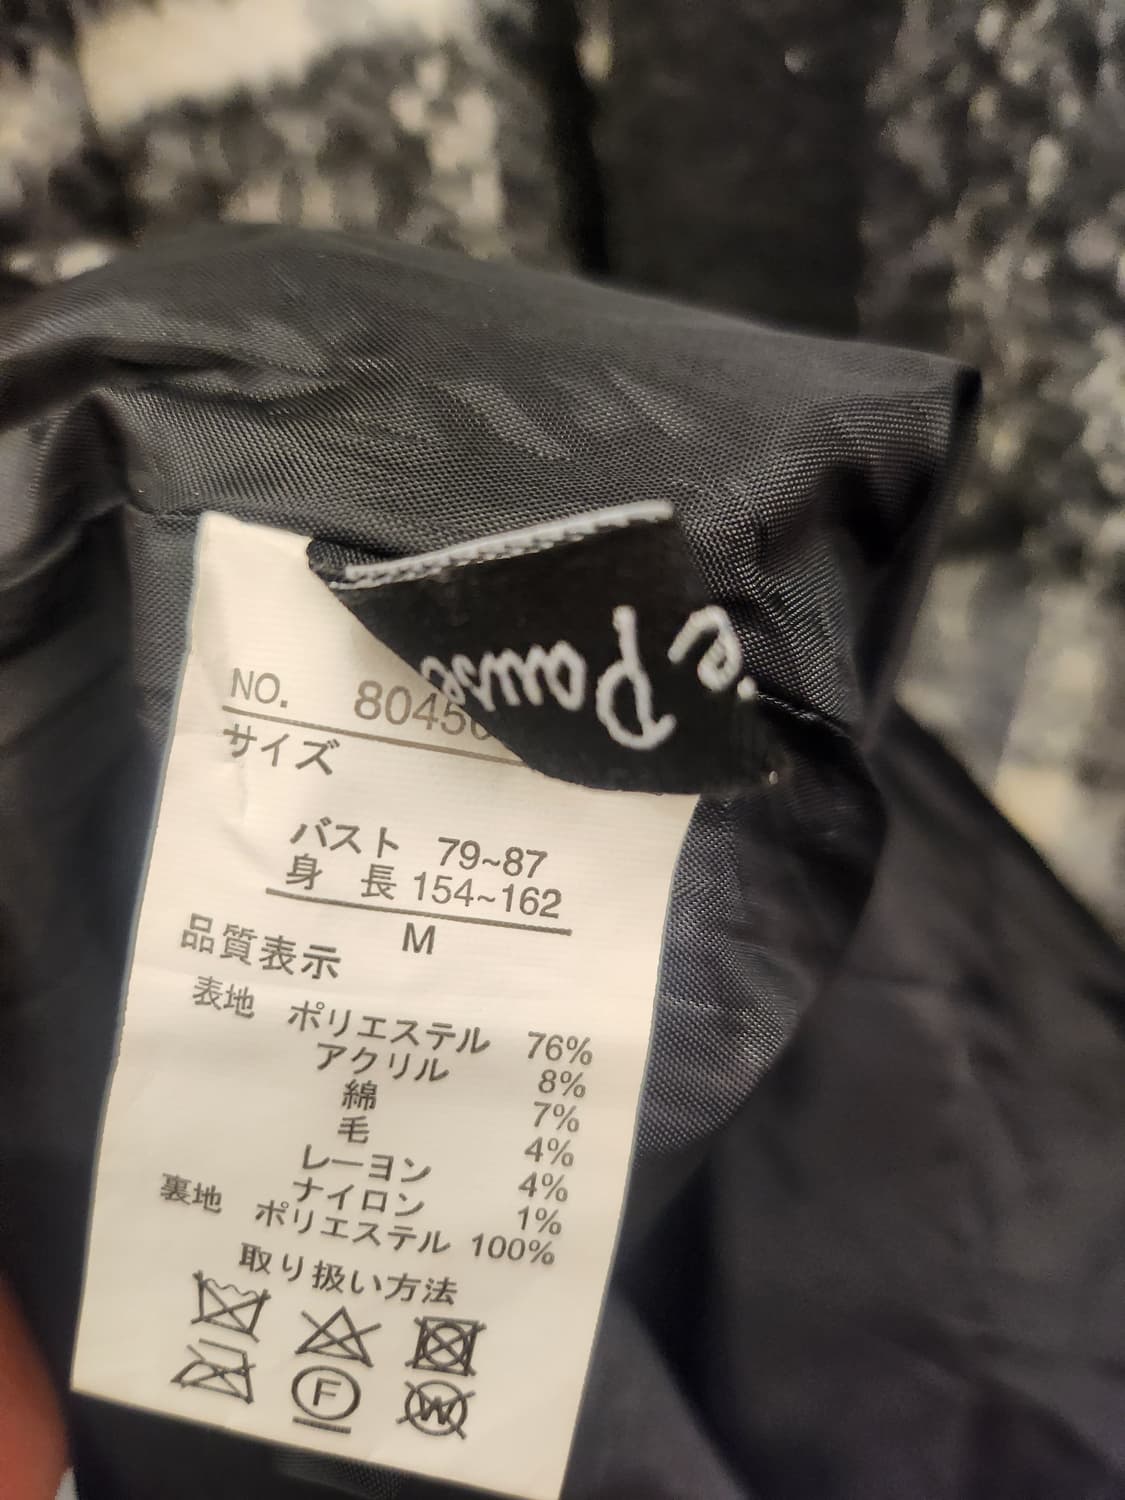 Pause
NO. 8045
サイズ
バスト 79~87
身 長 154~162
M
品質表示
表地 ポリエステル 76%
アクリル 8%
綿 7%
毛 4%
レーヨン 4%
ナイロン 1%
裏地 ポリエステル 100%
取り扱い方法
F
W